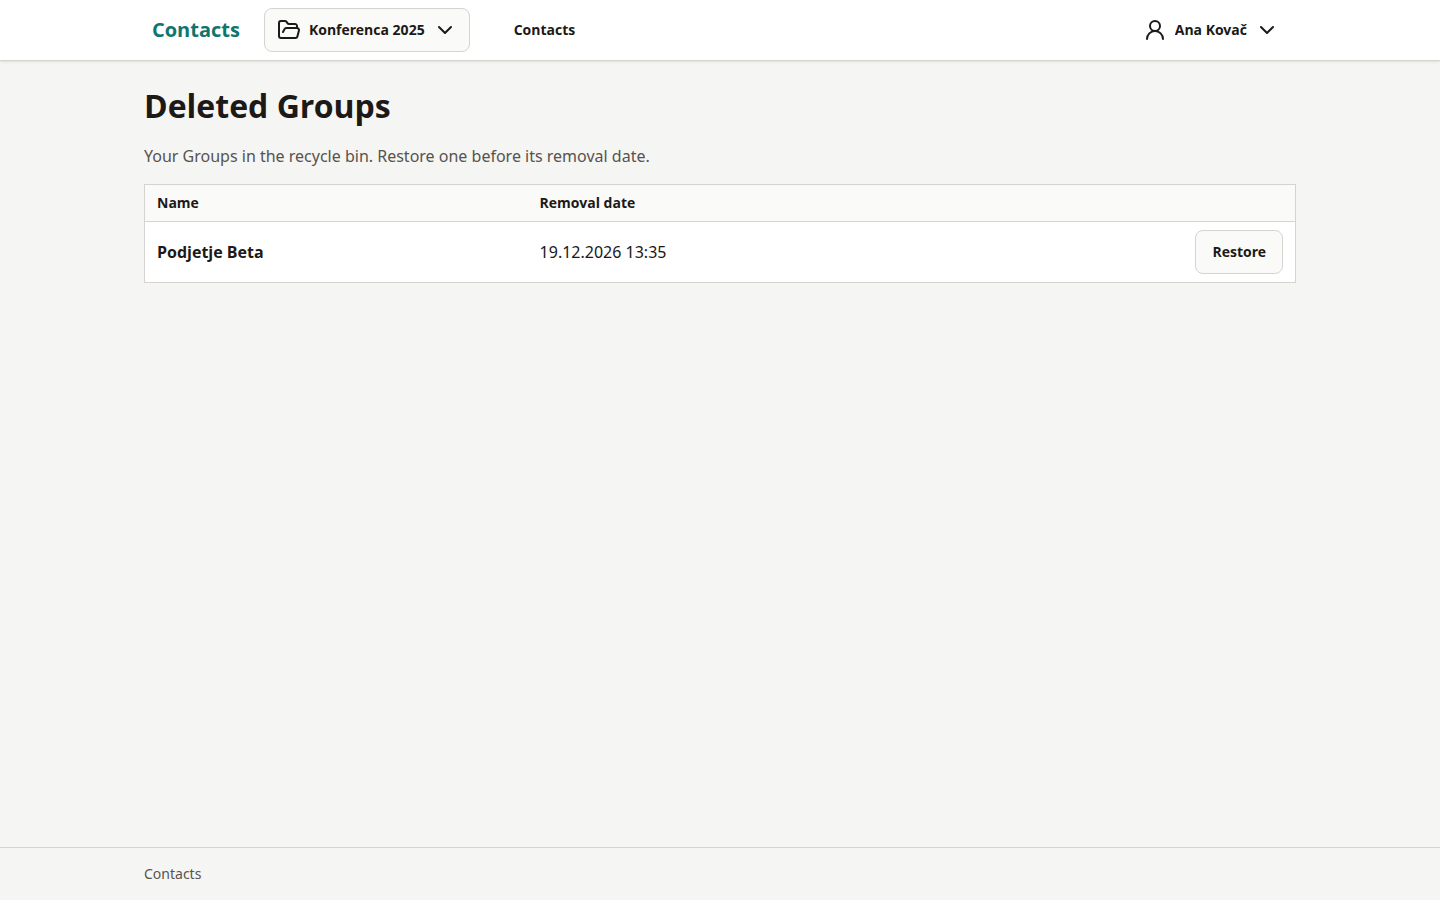 Contacts
Konferenca 2025
Contacts
Ana Kovač
Deleted Groups
Your Groups in the recycle bin. Restore one before its removal date.
Name
Removal date
Podjetje Beta
19.12.2026 13:35
Restore
Contacts